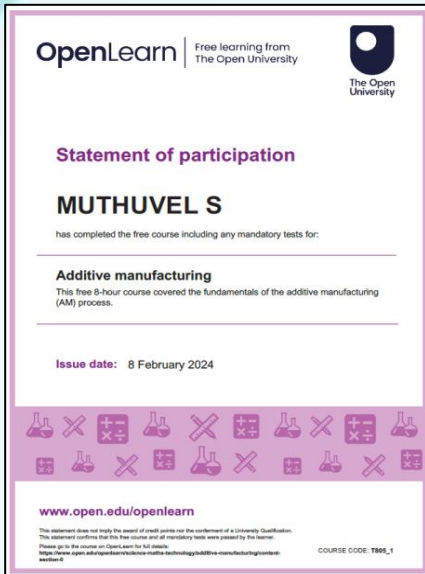 OpenLearn
Free learning from
The Open University
The Open
University
Statement of participation
MUTHUVEL S
has completed the free course including any mandatory tests for:
Additive manufacturing
This free 8-hour course covered the fundamentals of the additive manufacturing
(AM) process.
Issue date: 8 February 2024
www.open.edu/openlearn
This statement does not imply the award of credit points nor the conferment of a University Qualification.
This statement confirms that this free course and all mandatory tests were passed by the learner.
Please go to the course on OpenLearn for full details:
https://www.open.edu/openlearn/science-maths-technology/additive-manufacturing/content-
section-0
COURSE CODE: T805_1